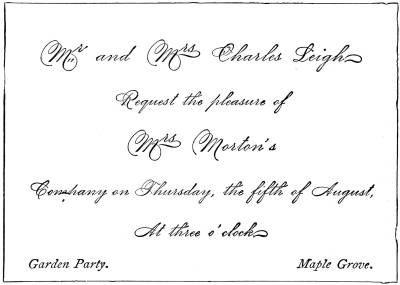 Mr and Mrs Charles Leigh
Request the pleasure of
Mrs Morton's
Company on Thursday, the fifth of August,
At three o'clock
Garden Party. Maple Grove.